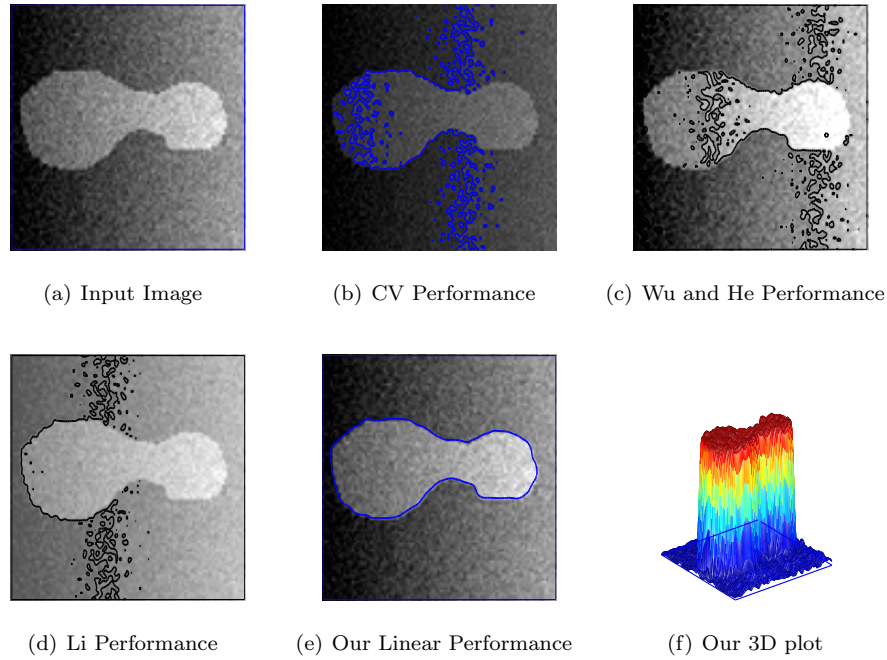 (a) Input Image
(b) CV Performance
(c) Wu and He Performance
(d) Li Performance
(e) Our Linear Performance
(f) Our 3D plot